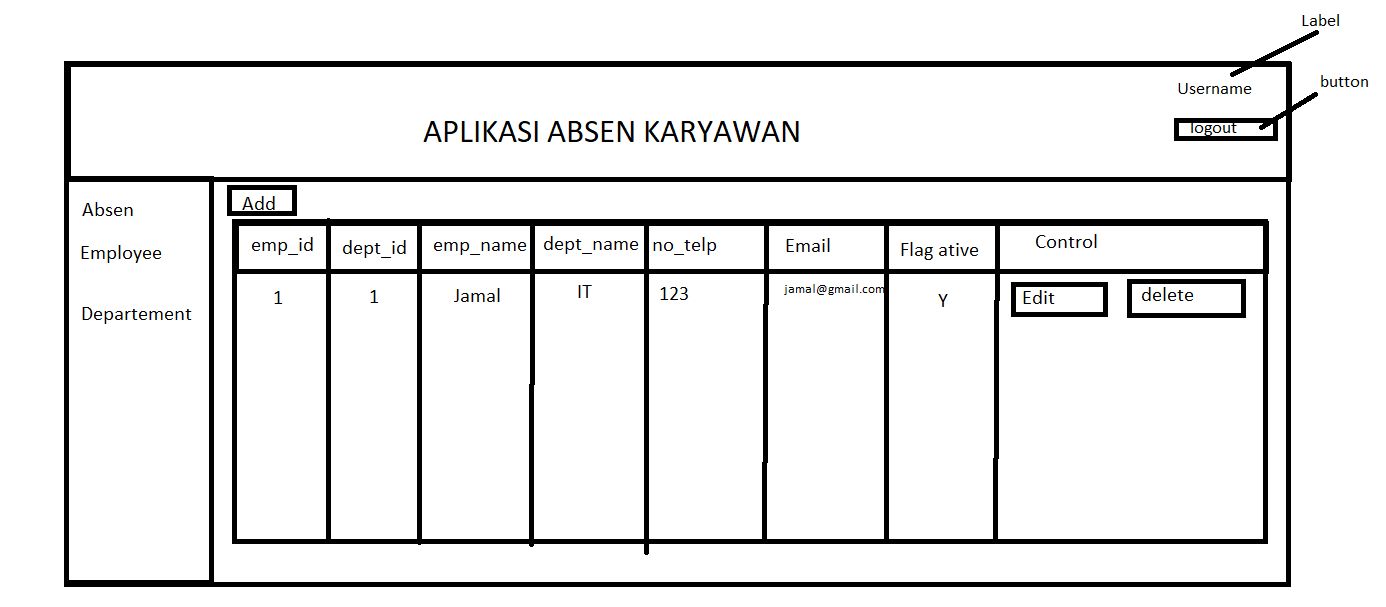 Label
button
Username
logout
APLIKASI ABSEN KARYAWAN
Absen
Employee
Departement
Add
emp_id dept_id emp_name dept_name no_telp Email Flag ative Control
1 1 Jamal IT 123 jamal@gmail.com Y Edit delete